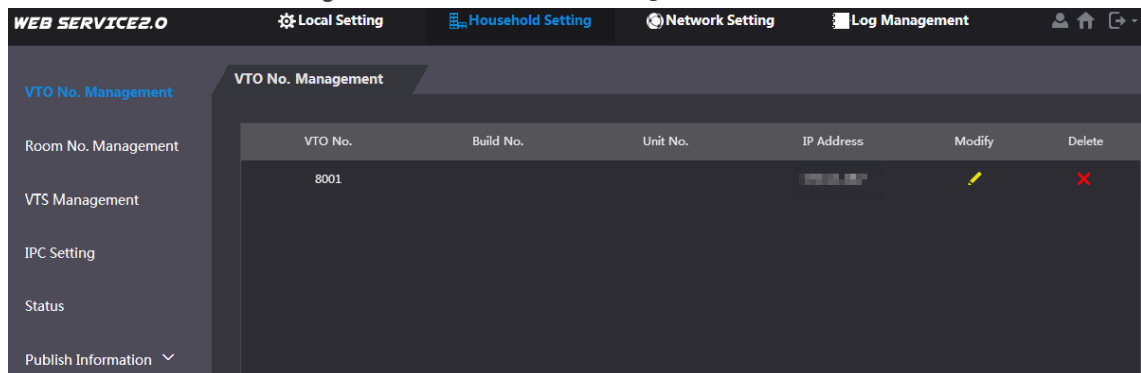 WEB SERVICE2.0
Local Setting
Household Setting
Network Setting
Log Management
VTO No. Management
Room No. Management
VTS Management
IPC Setting
Status
Publish Information
VTO No. Management
VTO No. Build No. Unit No. IP Address Modify Delete
8001